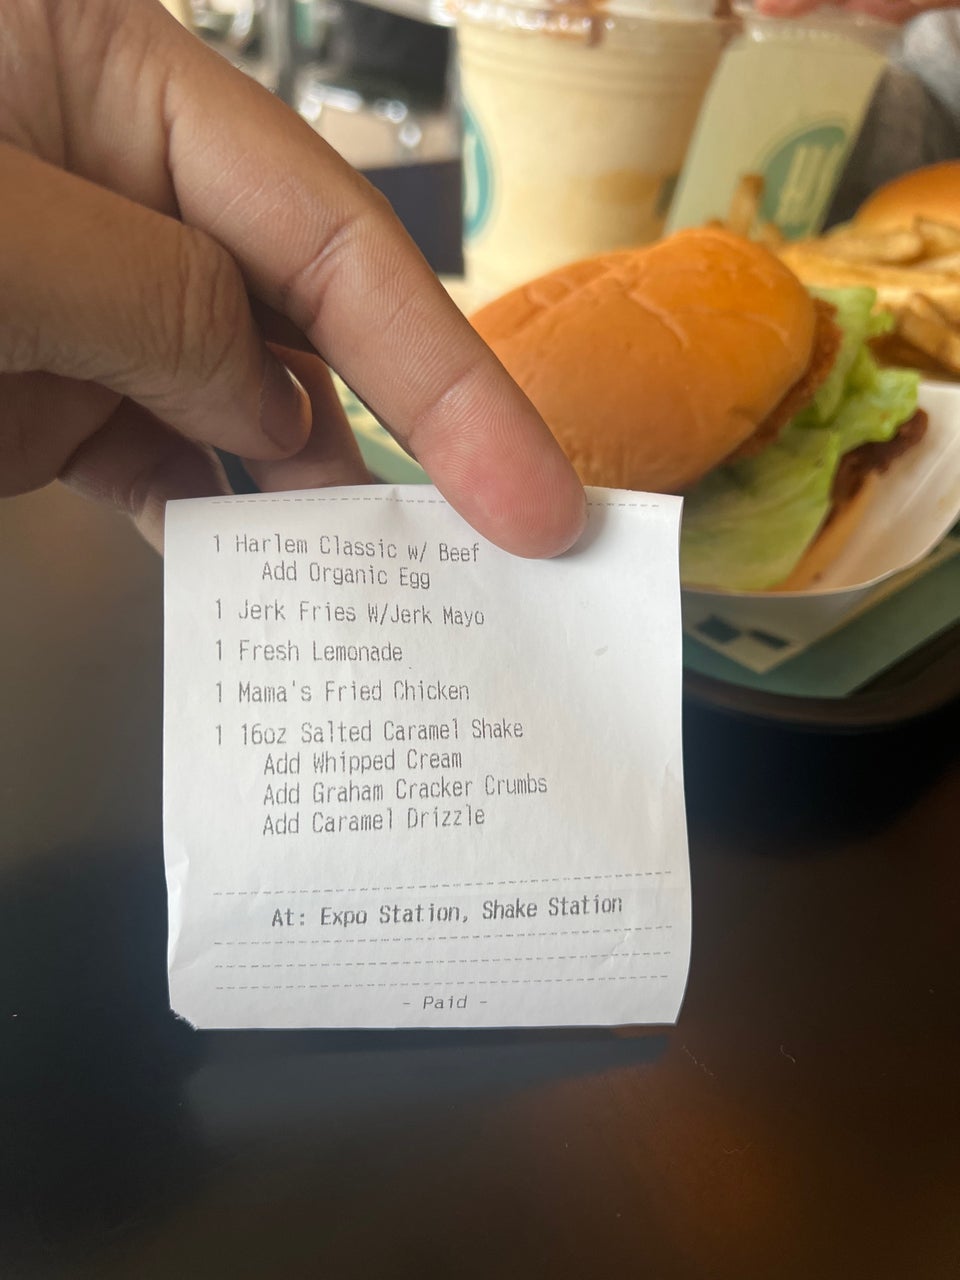 1 Harlem Classic w/ Beef
Add Organic Egg
1 Jerk Fries W/Jerk Mayo
1 Fresh Lemonade
1 Mama's Fried Chicken
1 16oz Salted Caramel Shake
Add Whipped Cream
Add Graham Cracker Crumbs
Add Caramel Drizzle
At: Expo Station, Shake Station
- Paid -